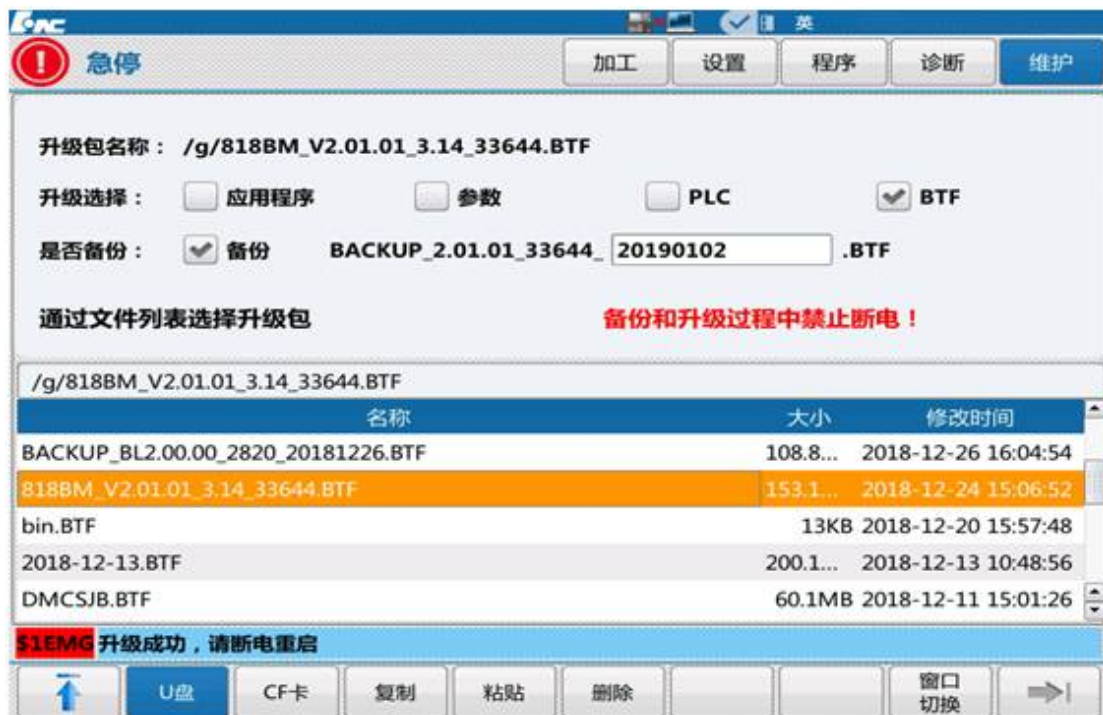 英
急停 加工 设置 程序 诊断 维护
升级包名称： /g/818BM_V2.01.01_3.14_33644.BTF
升级选择： 应用程序 参数 PLC BTF
是否备份： 备份 BACKUP_2.01.01_33644_ 20190102 .BTF
通过文件列表选择升级包 备份和升级过程中禁止断电！
/g/818BM_V2.01.01_3.14_33644.BTF
名称 大小 修改时间
BACKUP_BL2.00.00_2820_20181226.BTF 108.8... 2018-12-26 16:04:54
818BM_V2.01.01_3.14_33644.BTF 153.1... 2018-12-24 15:06:52
bin.BTF 13KB 2018-12-20 15:57:48
2018-12-13.BTF 200.1... 2018-12-13 10:48:56
DMCSJB.BTF 60.1MB 2018-12-11 15:01:26
$1EMG 升级成功，请断电重启
U盘 CF卡 复制 粘贴 删除 窗口
切换